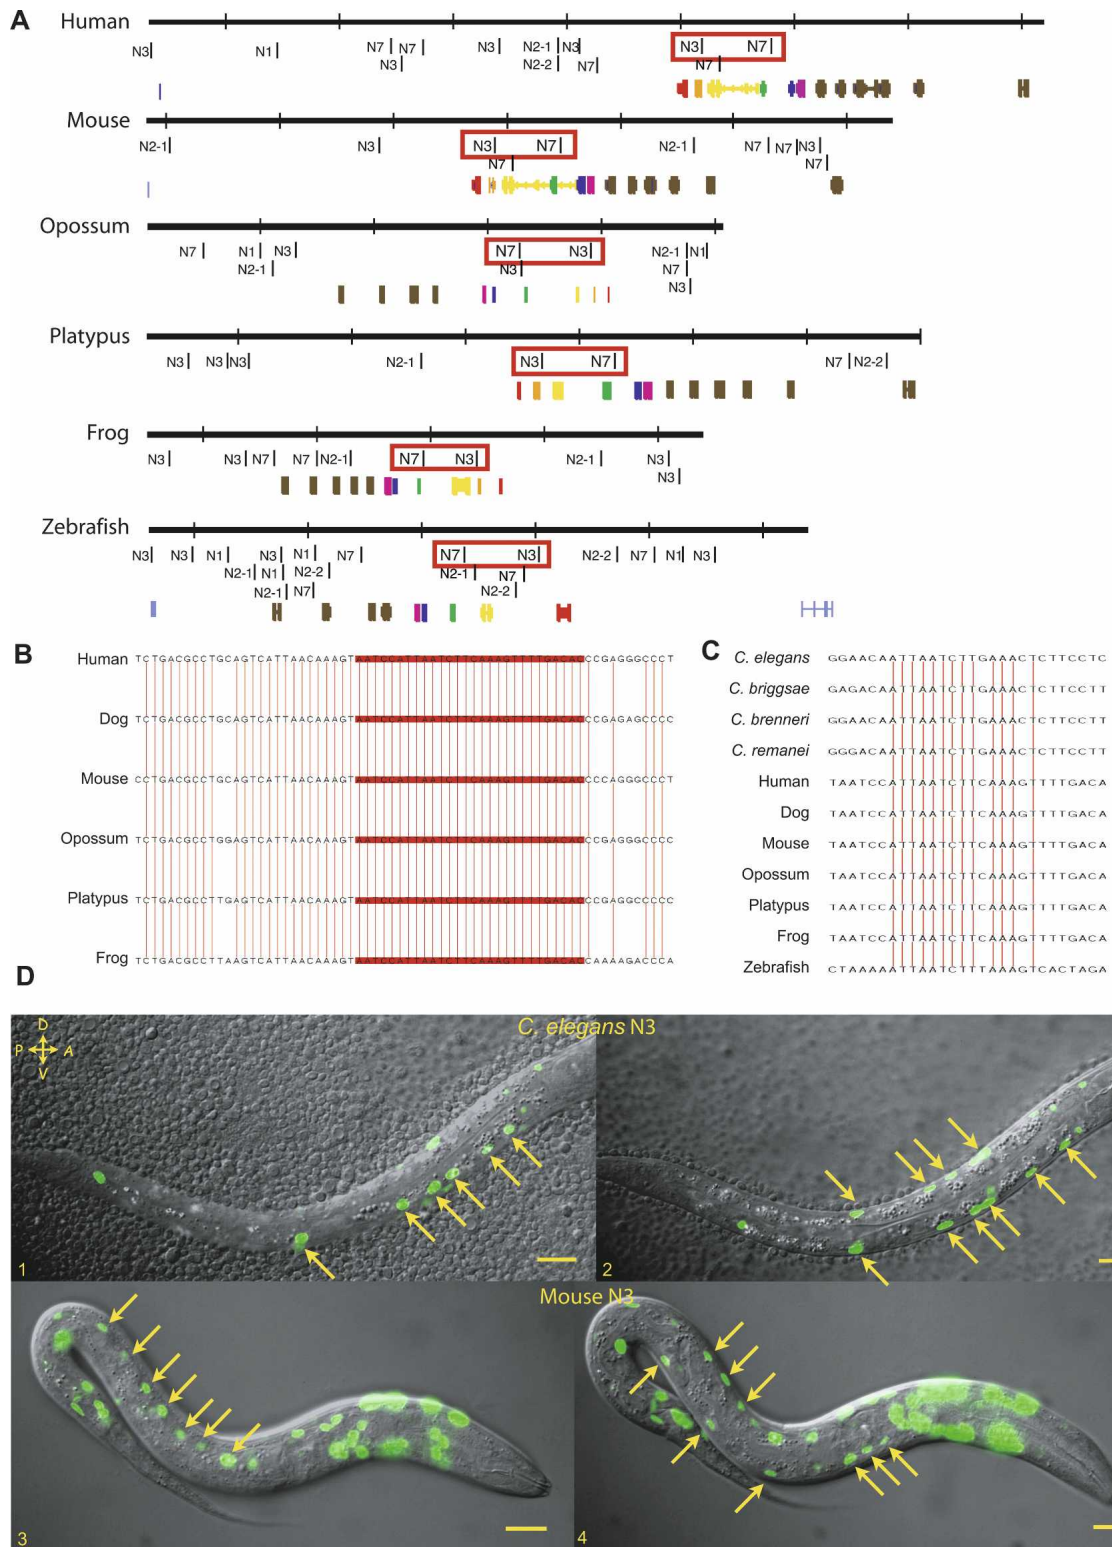 A
Human
N3 N1 N7 N7 N3 N2-1 N3 N3 N7
N3 N2-2 N7 N7
Mouse
N2-1 N3 N3 N7 N2-1 N7 N7 N3
N7 N7
Opossum
N7 N1 N3 N7 N3 N2-1 N1
N2-1 N3 N7
N3
Platypus
N3 N3 N3 N2-1 N3 N7 N7 N2-2
Frog
N3 N3 N7 N7 N2-1 N7 N3 N2-1 N3
N3
Zebrafish
N3 N3 N1 N3 N1 N7 N7 N3 N2-2 N7 N1 N3
N2-1 N1 N2-2 N2-1 N7
N2-1 N7 N2-2
B
Human TCTGACGCCTGCAGTCATTAACAAAGTAATCCATTAATCTTCAAAGTTTTGACACCCGAGGGCCCT
Dog TCTGACGCCTGCAGTCATTAACAAAGTAATCCATTAATCTTCAAAGTTTTGACACCCGAGAGCCCC
Mouse CCTGACGCCTGCAGTCATTAACAAAGTAATCCATTAATCTTCAAAGTTTTGACACCCCAGGGCCCT
Opossum TCTGACGCCTGGAGTCATTAACAAAGTAATCCATTAATCTTCAAAGTTTTGACACCCGAGGGCCCC
Platypus TCTGACGCCTTGAGTCATTAACAAAGTAATCCATTAATCTTCAAAGTTTTGACACCCGAGGCCCCC
Frog TCTGACGCCTTAAGTCATTAACAAAGTAATCCATTAATCTTCAAAGTTTTGACACCAAAAGACCCA
C
C. elegans GGAACAATTAATCTTGAAACTCTTCCTC
C. briggsae GAGACAATTAATCTTGAAACTCTTCCTT
C. brenneri GGAACAATTAATCTTGAAACTCTTCCTT
C. remanei GGGACAATTAATCTTGAAACTCTTCCTT
Human TAATCCATTAATCTTCAAAGTTTTGACA
Dog TAATCCATTAATCTTCAAAGTTTTGACA
Mouse TAATCCATTAATCTTCAAAGTTTTGACA
Opossum TAATCCATTAATCTTCAAAGTTTTGACA
Platypus TAATCCATTAATCTTCAAAGTTTTGACA
Frog TAATCCATTAATCTTCAAAGTTTTGACA
Zebrafish CTAAAAATTAATCTTTAAAGTCACTAGA
D
C. elegans N3
D
P A
V
1
2
Mouse N3
3
4